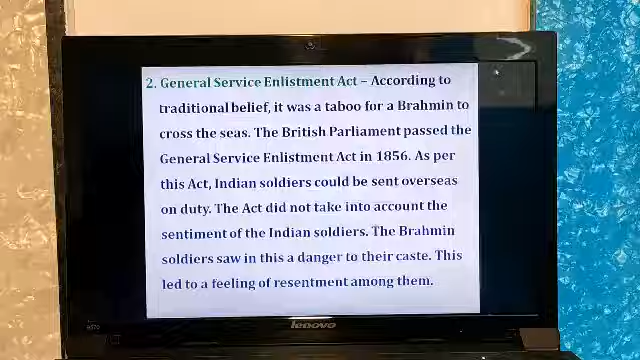 2. General Service Enlistment Act – According to
traditional belief, it was a taboo for a Brahmin to
cross the seas. The British Parliament passed the
General Service Enlistment Act in 1856. As per
this Act, Indian soldiers could be sent overseas
on duty. The Act did not take into account the
sentiment of the Indian soldiers. The Brahmin
soldiers saw in this a danger to their caste. This
led to a feeling of resentment among them.
lenovo